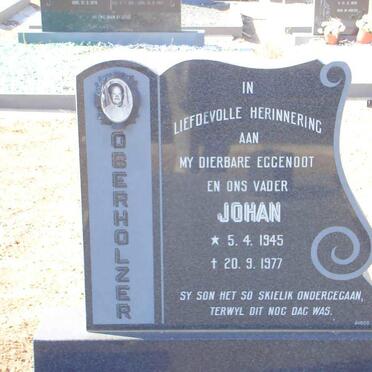 OBERHOLZER
IN
LIEFDEVOLLE HERINNERING
AAN
MY DIERBARE EGGENOOT
EN ONS VADER
JOHAN
★ 5. 4. 1945
† 20. 9. 1977
SY SON HET SO SKIELIK ONDERGEGAAN,
TERWYL DIT NOG DAG WAS.